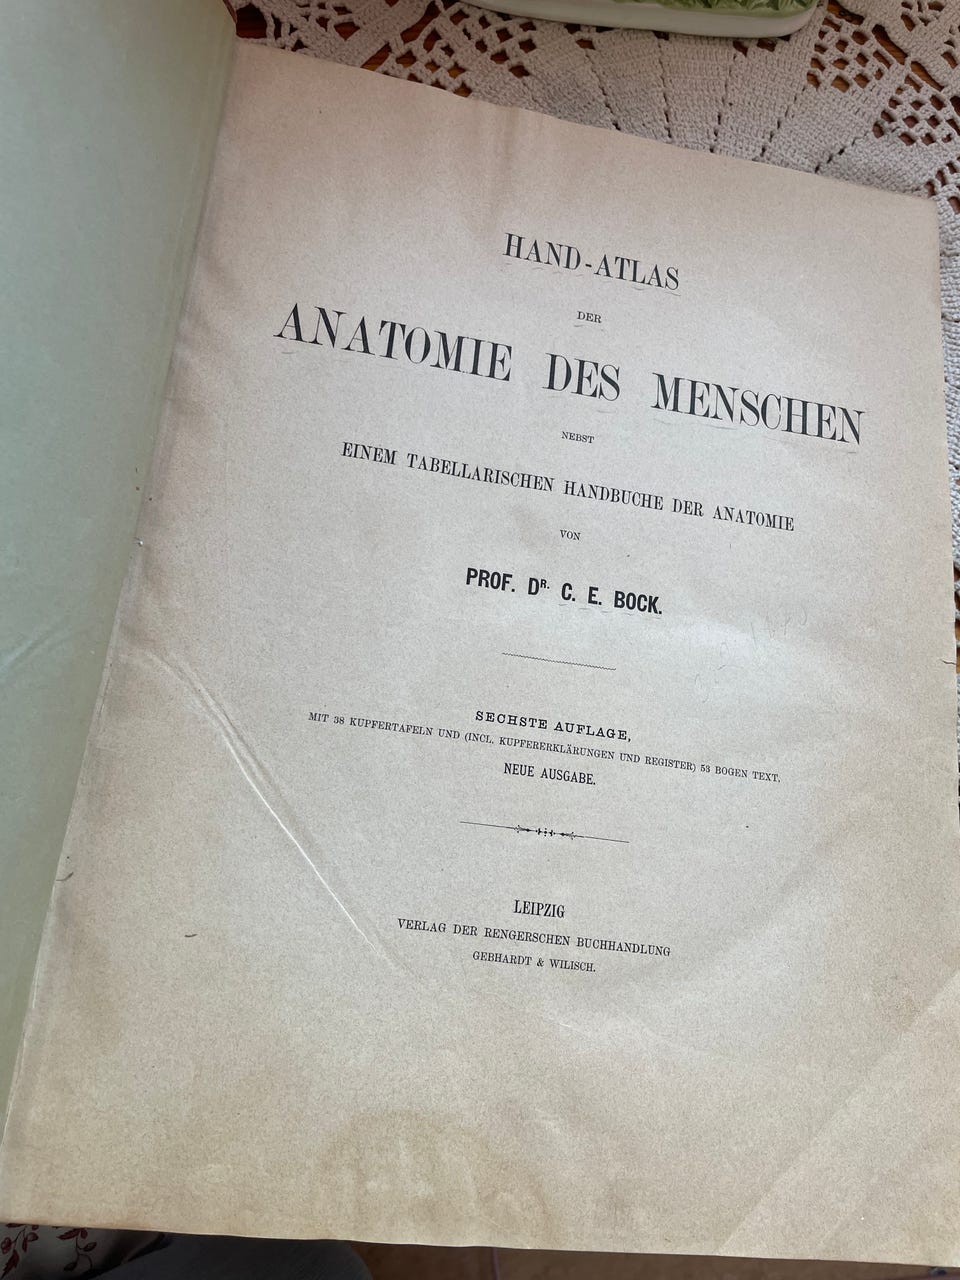 HAND-ATLAS
DER
ANATOMIE DES MENSCHEN
NEBST
EINEM TABELLARISCHEN HANDBUCHE DER ANATOMIE
VON
PROF. DR. C. E. BOCK.
SECHSTE AUFLAGE,
MIT 38 KUPFERTAFELN UND (INCL. KUPFERERKLÄRUNGEN UND REGISTER) 53 BOGEN TEXT.
NEUE AUSGABE.
LEIPZIG
VERLAG DER RENGERSCHEN BUCHHANDLUNG
GEBHARDT & WILISCH.